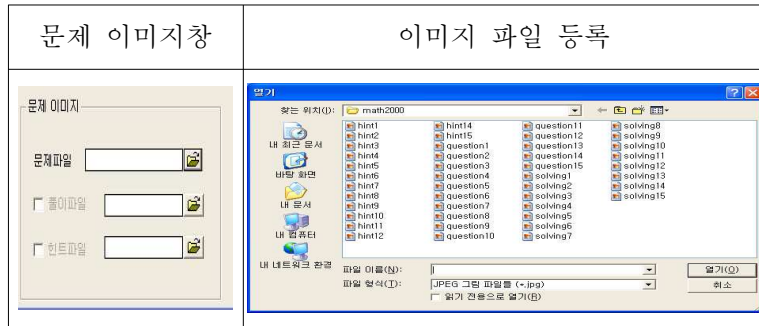 문제 이미지창
이미지 파일 등록
문제 이미지
문제파일
풀이파일
힌트파일
열기
찾는 위치(I): math2000
내 최근 문서
바탕 화면
내 문서
내 컴퓨터
내 네트워크 환경
hint1
hint2
hint3
hint4
hint5
hint6
hint7
hint8
hint9
hint10
hint11
hint12
hint14
hint15
question1
question2
question3
question4
question5
question6
question7
question8
question9
question10
question11
question12
question13
question14
question15
solving1
solving2
solving3
solving4
solving5
solving6
solving7
solving8
solving9
solving10
solving11
solving12
solving13
solving14
solving15
파일 이름(N): 열기(O)
파일 형식(T): JPEG 그림 파일들 (*.jpg) 취소
읽기 전용으로 열기(R)